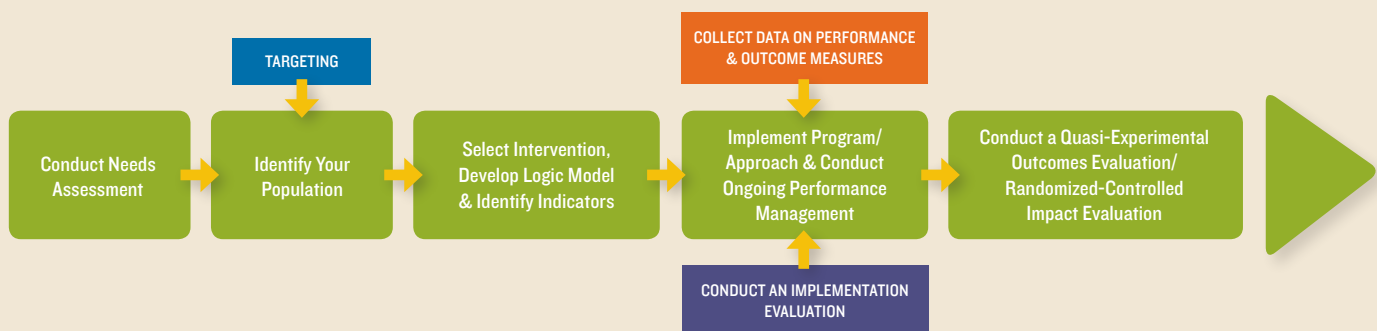 TARGETING
COLLECT DATA ON PERFORMANCE
& OUTCOME MEASURES
Conduct Needs
Assessment
Identify Your
Population
Select Intervention,
Develop Logic Model
& Identify Indicators
Implement Program/
Approach & Conduct
Ongoing Performance
Management
Conduct a Quasi-Experimental
Outcomes Evaluation/
Randomized-Controlled
Impact Evaluation
CONDUCT AN IMPLEMENTATION
EVALUATION